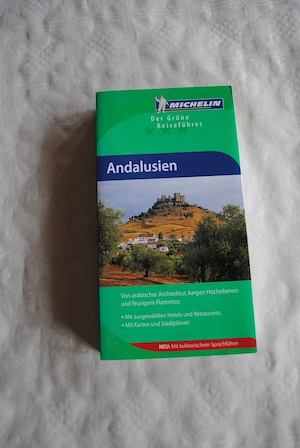 MICHELIN
Der Grüne
Reiseführer
Andalusien
Von arabischer Architektur, kargen Hochebenen
und feurigem Flamenco
• Mit ausgewählten Hotels und Restaurants
• Mit Karten und Stadtplänen
NEU: Mit kulinarischem Sprachführer